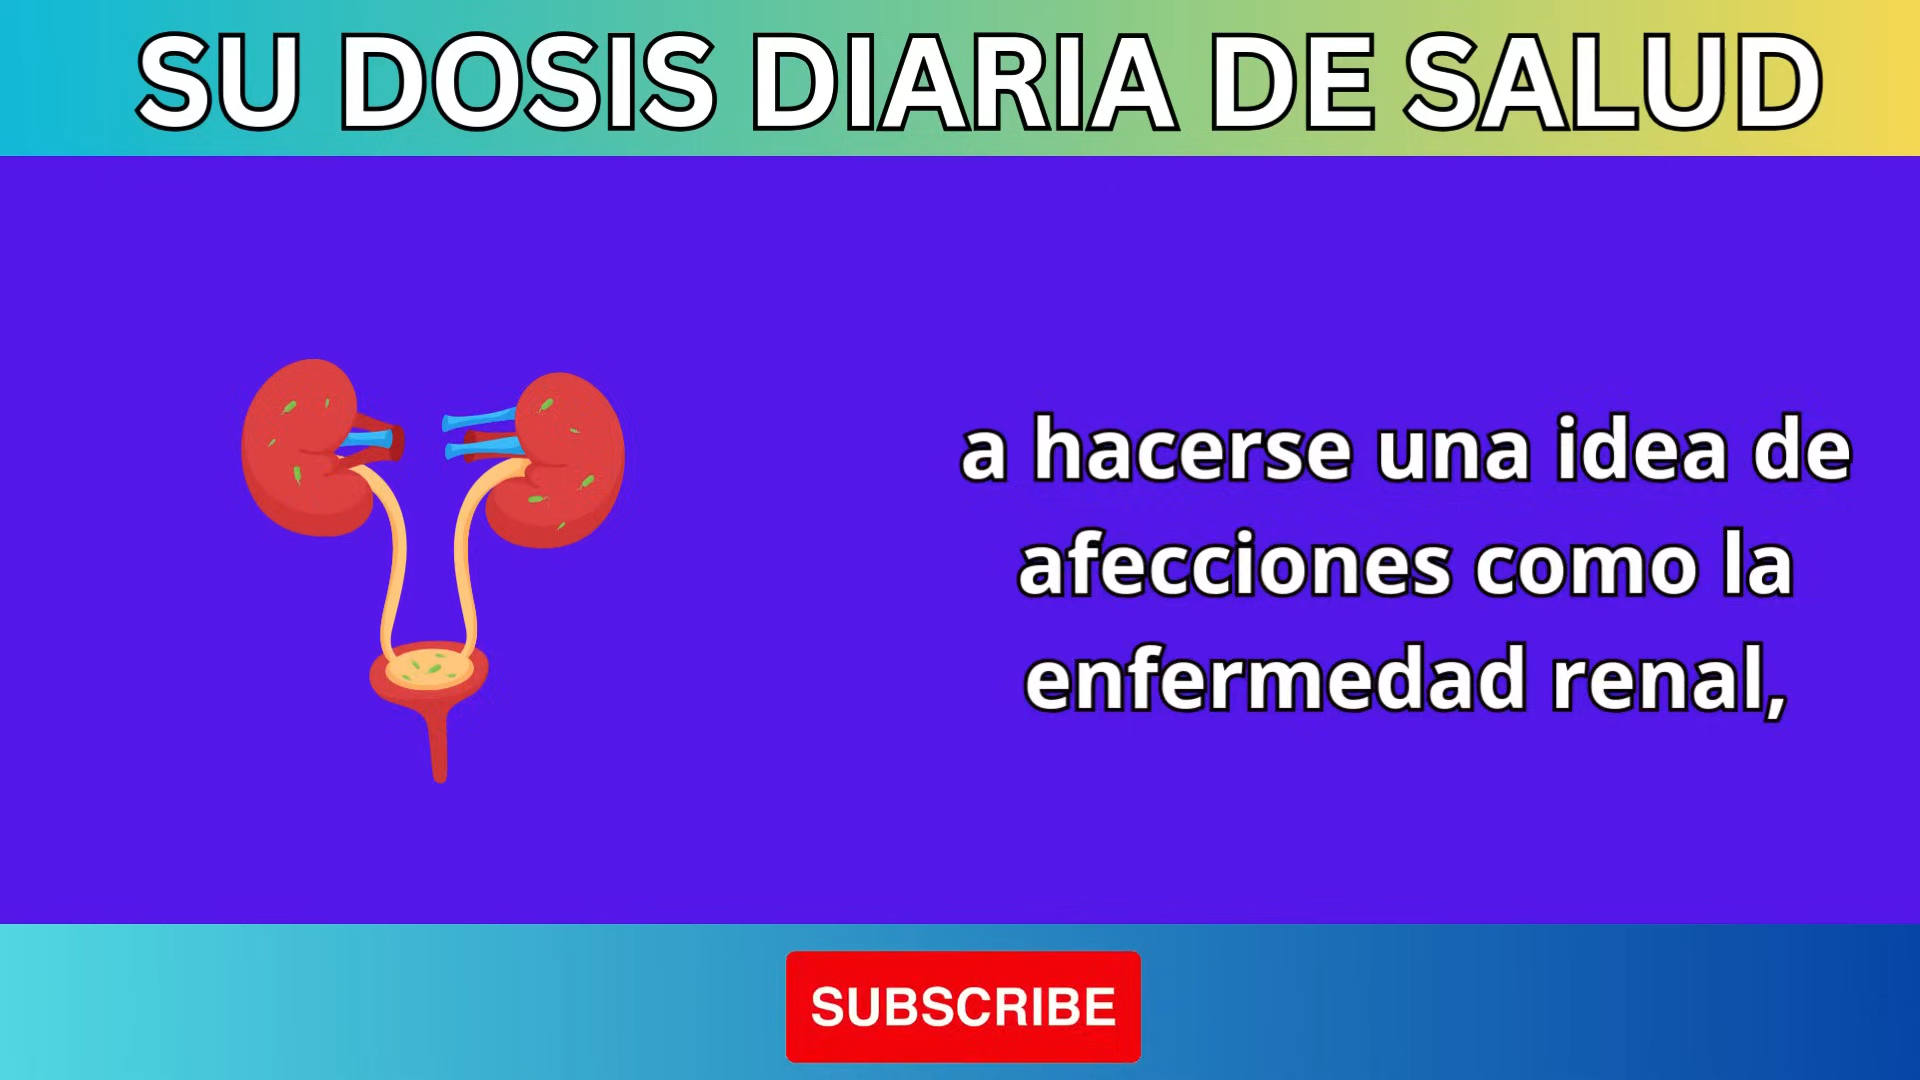 SU DOSIS DIARIA DE SALUD
a hacerse una idea de
afecciones como la
enfermedad renal,
SUBSCRIBE